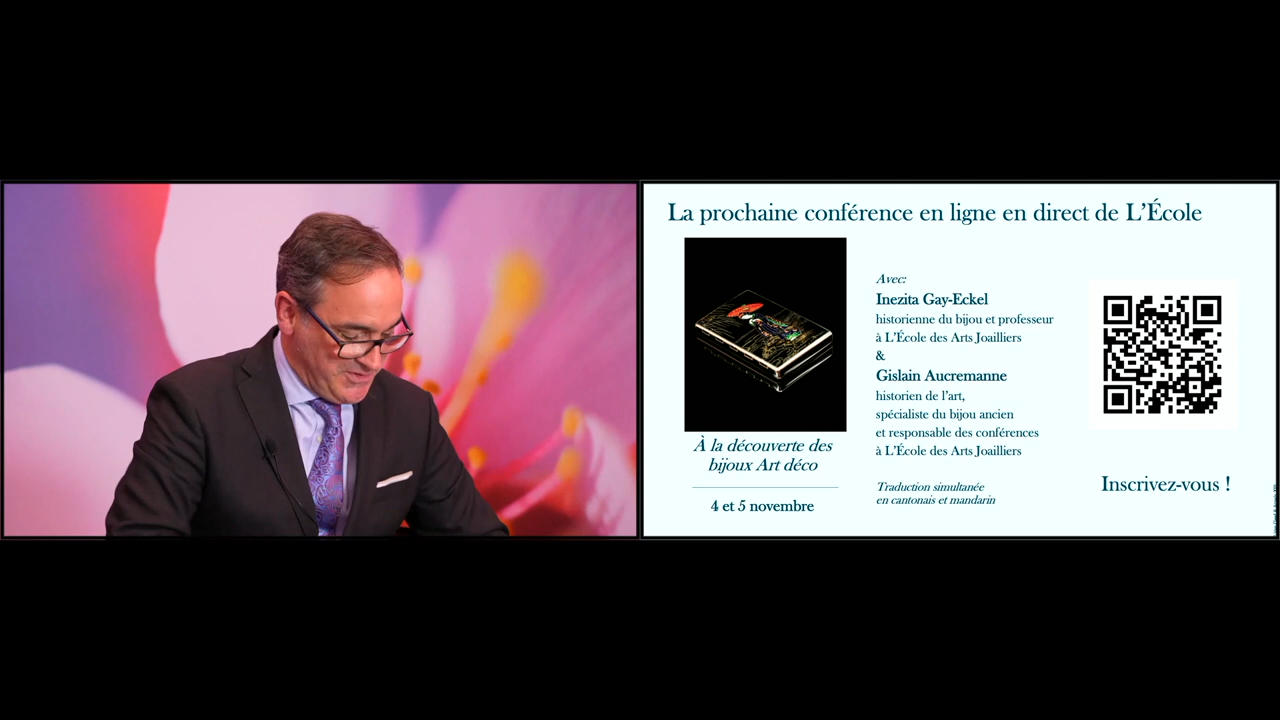 La prochaine conférence en ligne en direct de L’École
À la découverte des
bijoux Art déco
4 et 5 novembre
Avec:
Inezita Gay-Eckel
historienne du bijou et professeur
à L’École des Arts Joailliers
&
Gislain Aucremanne
historien de l’art,
spécialiste du bijou ancien
et responsable des conférences
à L’École des Arts Joailliers
Traduction simultanée
en cantonais et mandarin
Inscrivez-vous !